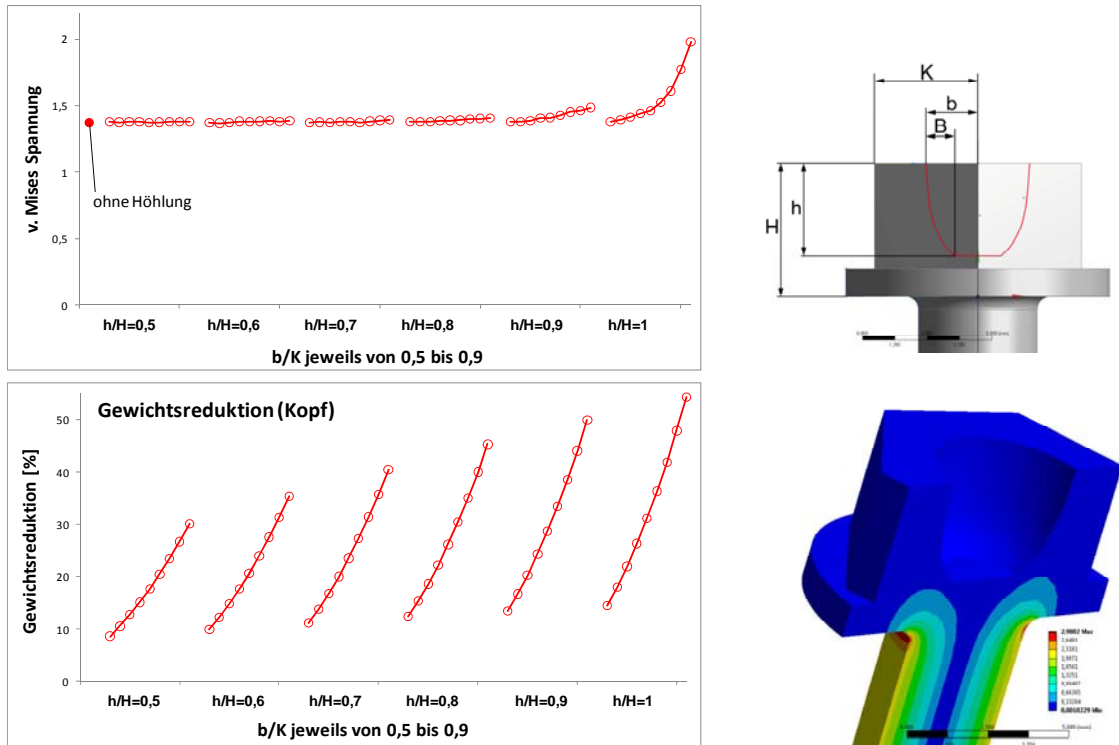 2
1,5
1
0,5
0
v. Mises Spannung
ohne Höhlung
h/H=0,5 h/H=0,6 h/H=0,7 h/H=0,8 h/H=0,9 h/H=1
b/K jeweils von 0,5 bis 0,9
K
b
B
h
H
Gewichtsreduktion (Kopf)
50
40
30
20
10
0
Gewichtsreduktion [%]
h/H=0,5 h/H=0,6 h/H=0,7 h/H=0,8 h/H=0,9 h/H=1
b/K jeweils von 0,5 bis 0,9